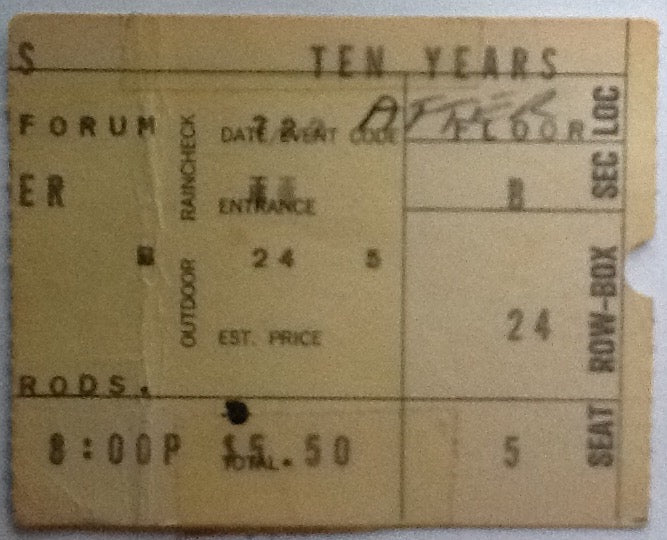 S TEN YEARS
AFTER
FORUM DATE/EVENT CODE FLOOR LOC
ER ENTRANCE B SEC
OUTDOOR RAINCHECK
24 5
EST. PRICE 24 ROW-BOX
RODS.
8:00P $5.50 5 SEAT
TOTAL